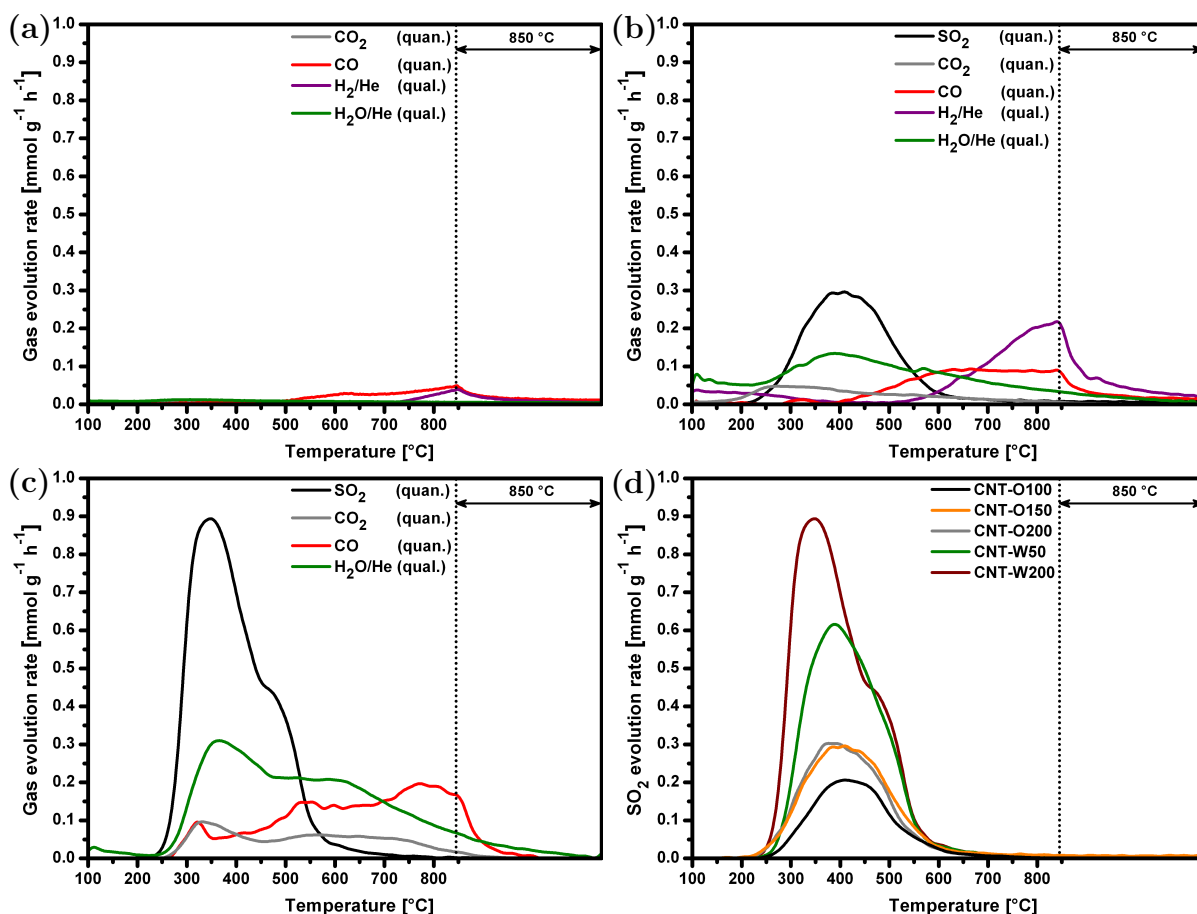 (a)
CO2 (quan.)
CO (quan.)
H2/He (qual.)
H2O/He (qual.)
850 °C
Gas evolution rate [mmol g-1 h-1]
1.0
0.9
0.8
0.7
0.6
0.5
0.4
0.3
0.2
0.1
0.0
100 200 300 400 500 600 700 800
Temperature [°C]
(b)
SO2 (quan.)
CO2 (quan.)
CO (quan.)
H2/He (qual.)
H2O/He (qual.)
850 °C
Gas evolution rate [mmol g-1 h-1]
1.0
0.9
0.8
0.7
0.6
0.5
0.4
0.3
0.2
0.1
0.0
100 200 300 400 500 600 700 800
Temperature [°C]
(c)
SO2 (quan.)
CO2 (quan.)
CO (quan.)
H2O/He (qual.)
850 °C
Gas evolution rate [mmol g-1 h-1]
1.0
0.9
0.8
0.7
0.6
0.5
0.4
0.3
0.2
0.1
0.0
100 200 300 400 500 600 700 800
Temperature [°C]
(d)
CNT-O100
CNT-O150
CNT-O200
CNT-W50
CNT-W200
850 °C
SO2 evolution rate [mmol g-1 h-1]
1.0
0.9
0.8
0.7
0.6
0.5
0.4
0.3
0.2
0.1
0.0
100 200 300 400 500 600 700 800
Temperature [°C]